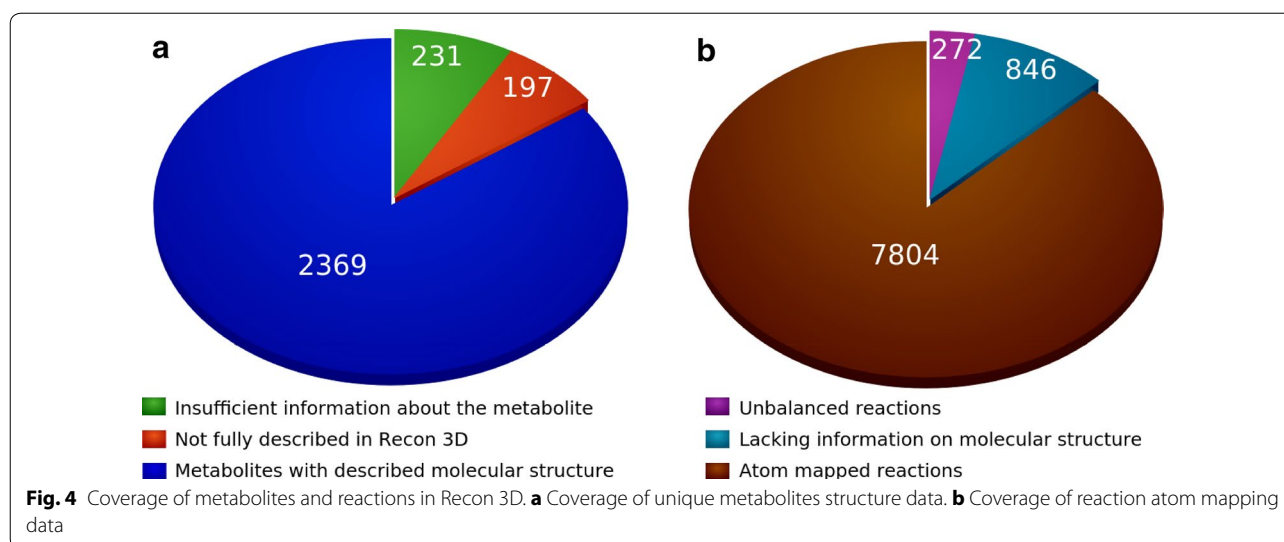 a
231
197
2369
Insufficient information about the metabolite
Not fully described in Recon 3D
Metabolites with described molecular structure
b
272
846
7804
Unbalanced reactions
Lacking information on molecular structure
Atom mapped reactions
Fig. 4 Coverage of metabolites and reactions in Recon 3D. a Coverage of unique metabolites structure data. b Coverage of reaction atom mapping
data